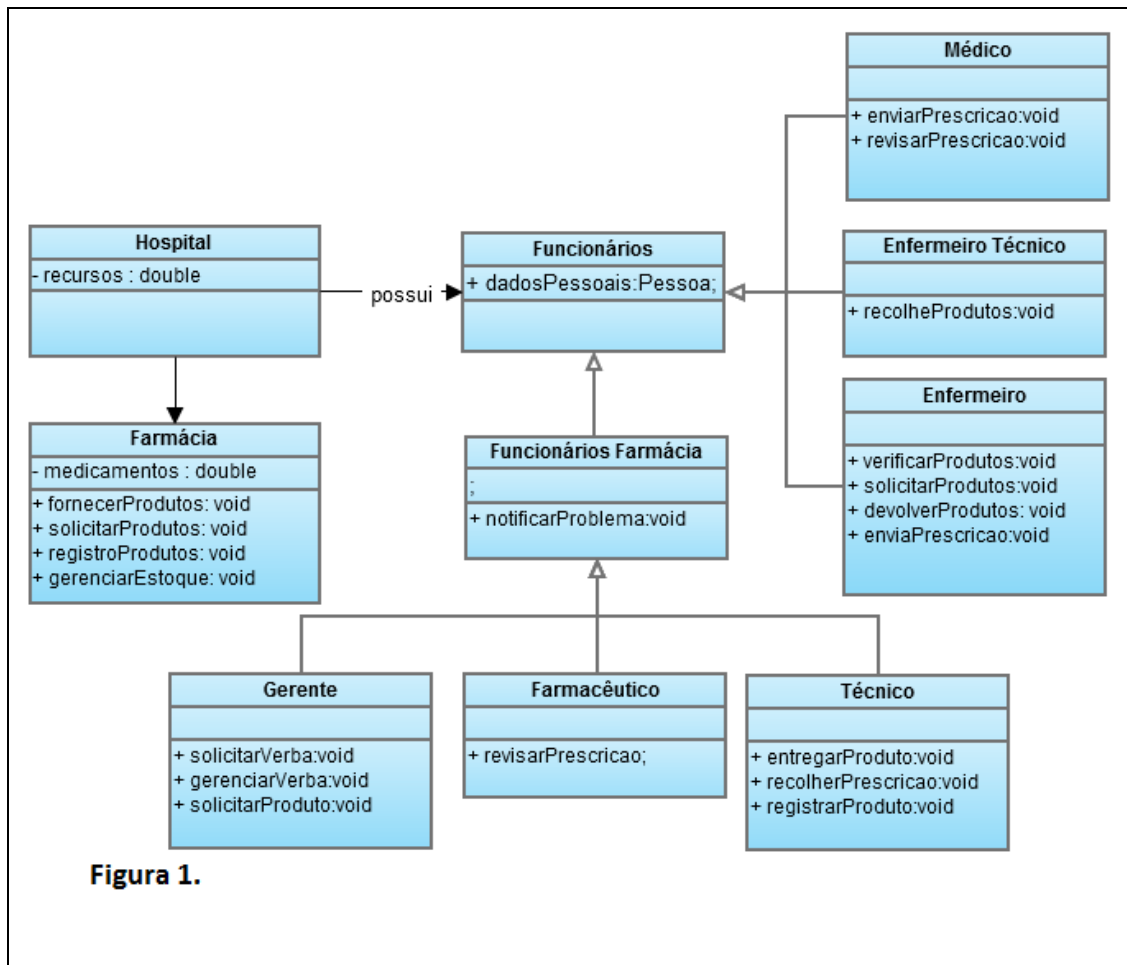 Médico
+ enviarPrescricao:void
+ revisarPrescricao:void
Hospital
- recursos : double
possui
Funcionários
+ dadosPessoais:Pessoa;
Enfermeiro Técnico
+ recolheProdutos:void
Enfermeiro
+ verificarProdutos:void
+ solicitarProdutos:void
+ devolverProdutos: void
+ enviaPrescricao:void
Farmácia
- medicamentos : double
+ fornecerProdutos: void
+ solicitarProdutos: void
+ registroProdutos: void
+ gerenciarEstoque: void
Funcionários Farmácia
;
+ notificarProblema:void
Gerente
+ solicitarVerba:void
+ gerenciarVerba:void
+ solicitarProduto:void
Farmacêutico
+ revisarPrescricao;
Técnico
+ entregarProduto:void
+ recolherPrescricao:void
+ registrarProduto:void
Figura 1.